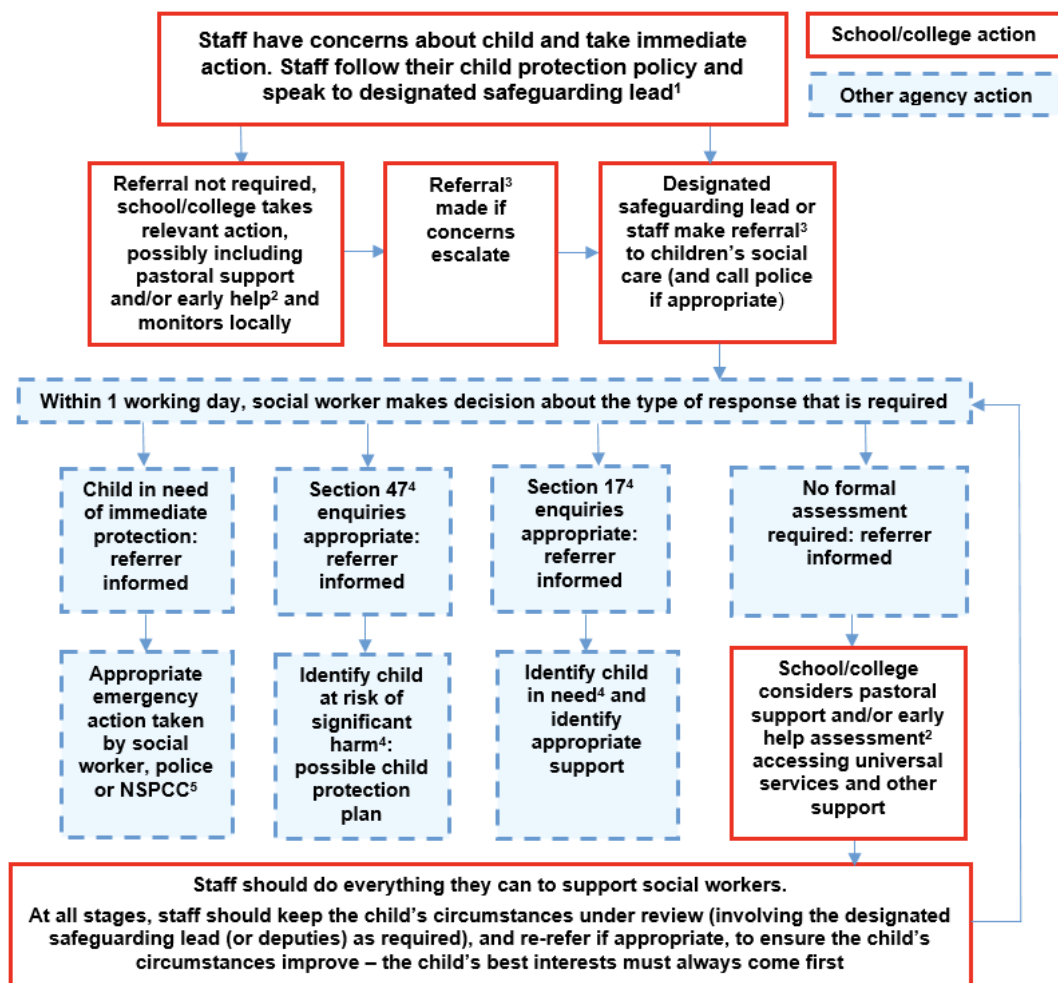 Staff have concerns about child and take immediate
action. Staff follow their child protection policy and
speak to designated safeguarding lead¹
School/college action
Other agency action
Referral not required,
school/college takes
relevant action,
possibly including
pastoral support
and/or early help² and
monitors locally
Referral³
made if
concerns
escalate
Designated
safeguarding lead or
staff make referral³
to children’s social
care (and call police
if appropriate)
Within 1 working day, social worker makes decision about the type of response that is required
Child in need
of immediate
protection:
referrer
informed
Section 47⁴
enquiries
appropriate:
referrer
informed
Section 17⁴
enquiries
appropriate:
referrer
informed
No formal
assessment
required: referrer
informed
Appropriate
emergency
action taken
by social
worker, police
or NSPCC⁵
Identify child
at risk of
significant
harm⁴:
possible child
protection
plan
Identify child
in need⁴ and
identify
appropriate
support
School/college
considers pastoral
support and/or early
help assessment²
accessing universal
services and other
support
Staff should do everything they can to support social workers.
At all stages, staff should keep the child’s circumstances under review (involving the designated
safeguarding lead (or deputies) as required), and re-refer if appropriate, to ensure the child’s
circumstances improve – the child’s best interests must always come first